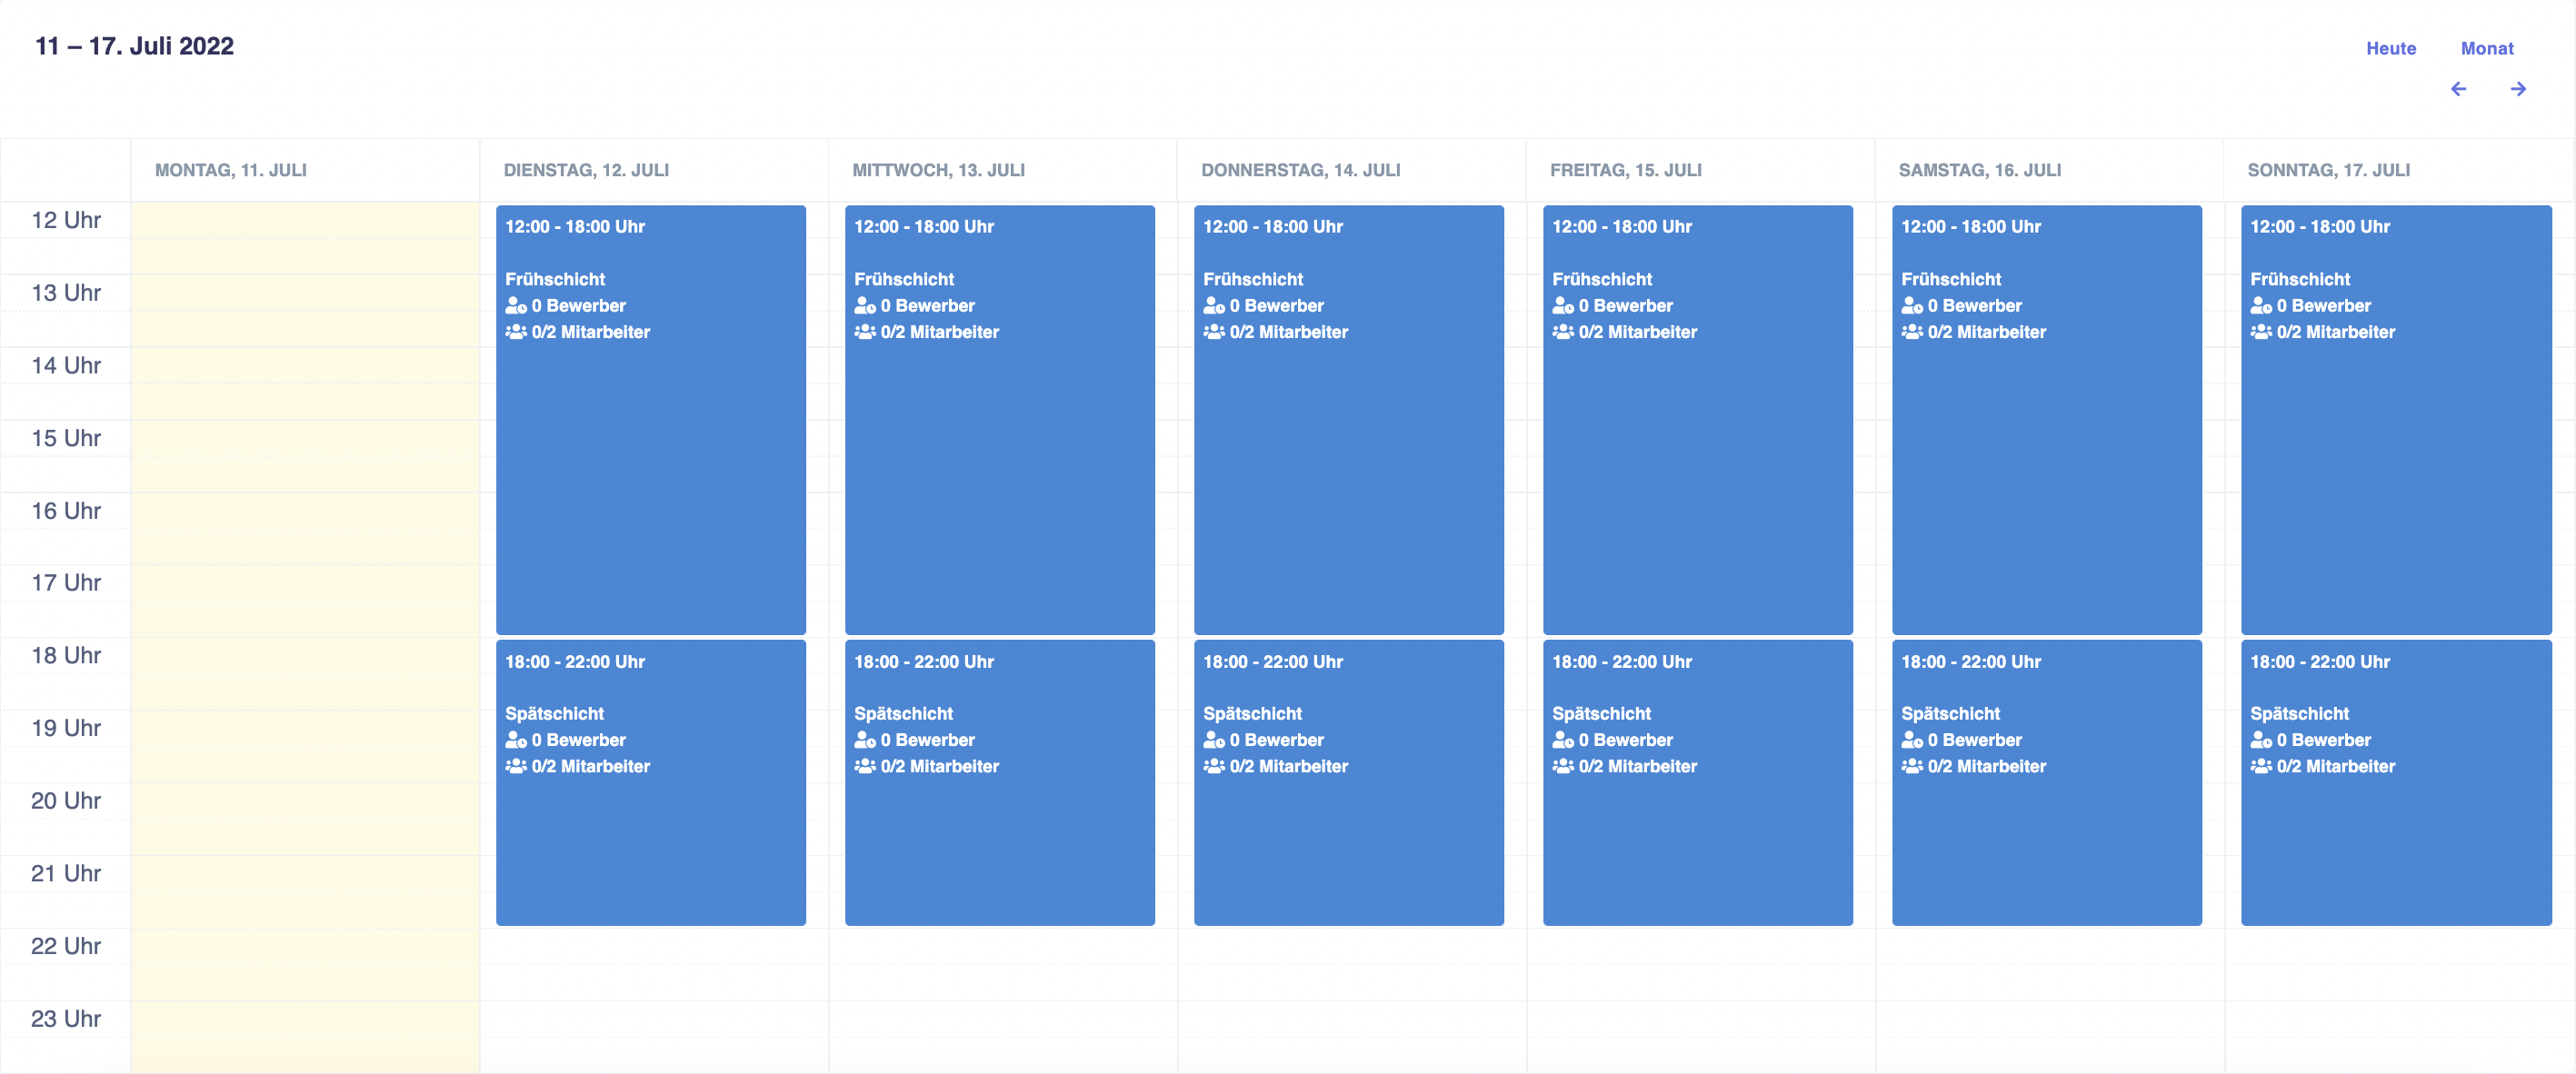 11 – 17. Juli 2022
Heute
Monat
MONTAG, 11. JULI
DIENSTAG, 12. JULI
MITTWOCH, 13. JULI
DONNERSTAG, 14. JULI
FREITAG, 15. JULI
SAMSTAG, 16. JULI
SONNTAG, 17. JULI
12 Uhr
13 Uhr
14 Uhr
15 Uhr
16 Uhr
17 Uhr
18 Uhr
19 Uhr
20 Uhr
21 Uhr
22 Uhr
23 Uhr
12:00 - 18:00 Uhr
Frühschicht
0 Bewerber
0/2 Mitarbeiter
18:00 - 22:00 Uhr
Spätschicht
0 Bewerber
0/2 Mitarbeiter
12:00 - 18:00 Uhr
Frühschicht
0 Bewerber
0/2 Mitarbeiter
18:00 - 22:00 Uhr
Spätschicht
0 Bewerber
0/2 Mitarbeiter
12:00 - 18:00 Uhr
Frühschicht
0 Bewerber
0/2 Mitarbeiter
18:00 - 22:00 Uhr
Spätschicht
0 Bewerber
0/2 Mitarbeiter
12:00 - 18:00 Uhr
Frühschicht
0 Bewerber
0/2 Mitarbeiter
18:00 - 22:00 Uhr
Spätschicht
0 Bewerber
0/2 Mitarbeiter
12:00 - 18:00 Uhr
Frühschicht
0 Bewerber
0/2 Mitarbeiter
18:00 - 22:00 Uhr
Spätschicht
0 Bewerber
0/2 Mitarbeiter
12:00 - 18:00 Uhr
Frühschicht
0 Bewerber
0/2 Mitarbeiter
18:00 - 22:00 Uhr
Spätschicht
0 Bewerber
0/2 Mitarbeiter